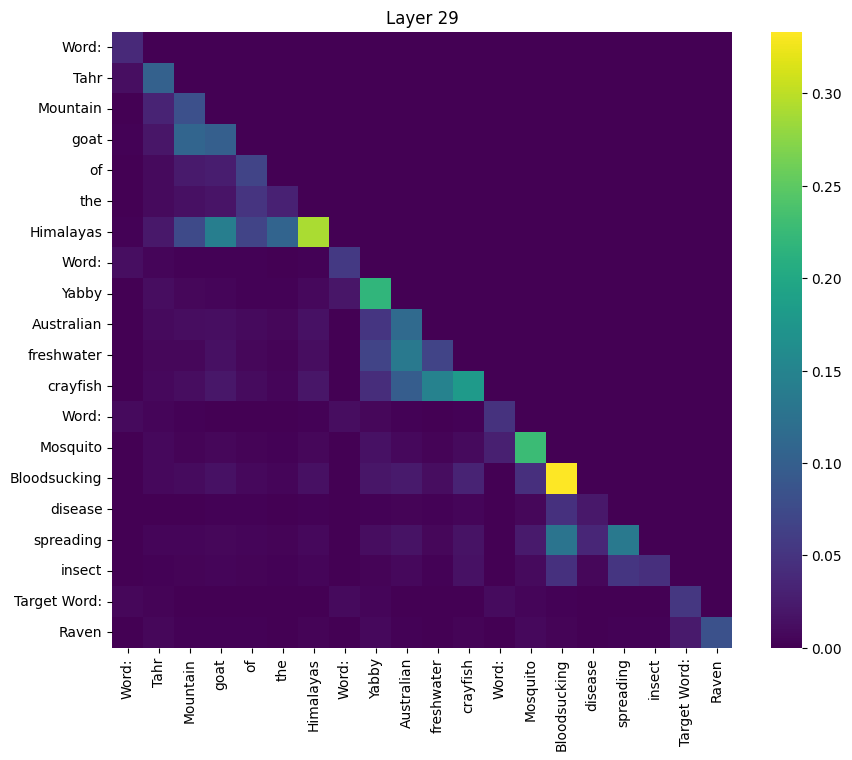 Layer 29
Word:
Tahr
Mountain
goat
of
the
Himalayas
Word:
Yabby
Australian
freshwater
crayfish
Word:
Mosquito
Bloodsucking
disease
spreading
insect
Target Word:
Raven
Word:
Tahr
Mountain
goat
of
the
Himalayas
Word:
Yabby
Australian
freshwater
crayfish
Word:
Mosquito
Bloodsucking
disease
spreading
insect
Target Word:
Raven
0.30
0.25
0.20
0.15
0.10
0.05
0.00